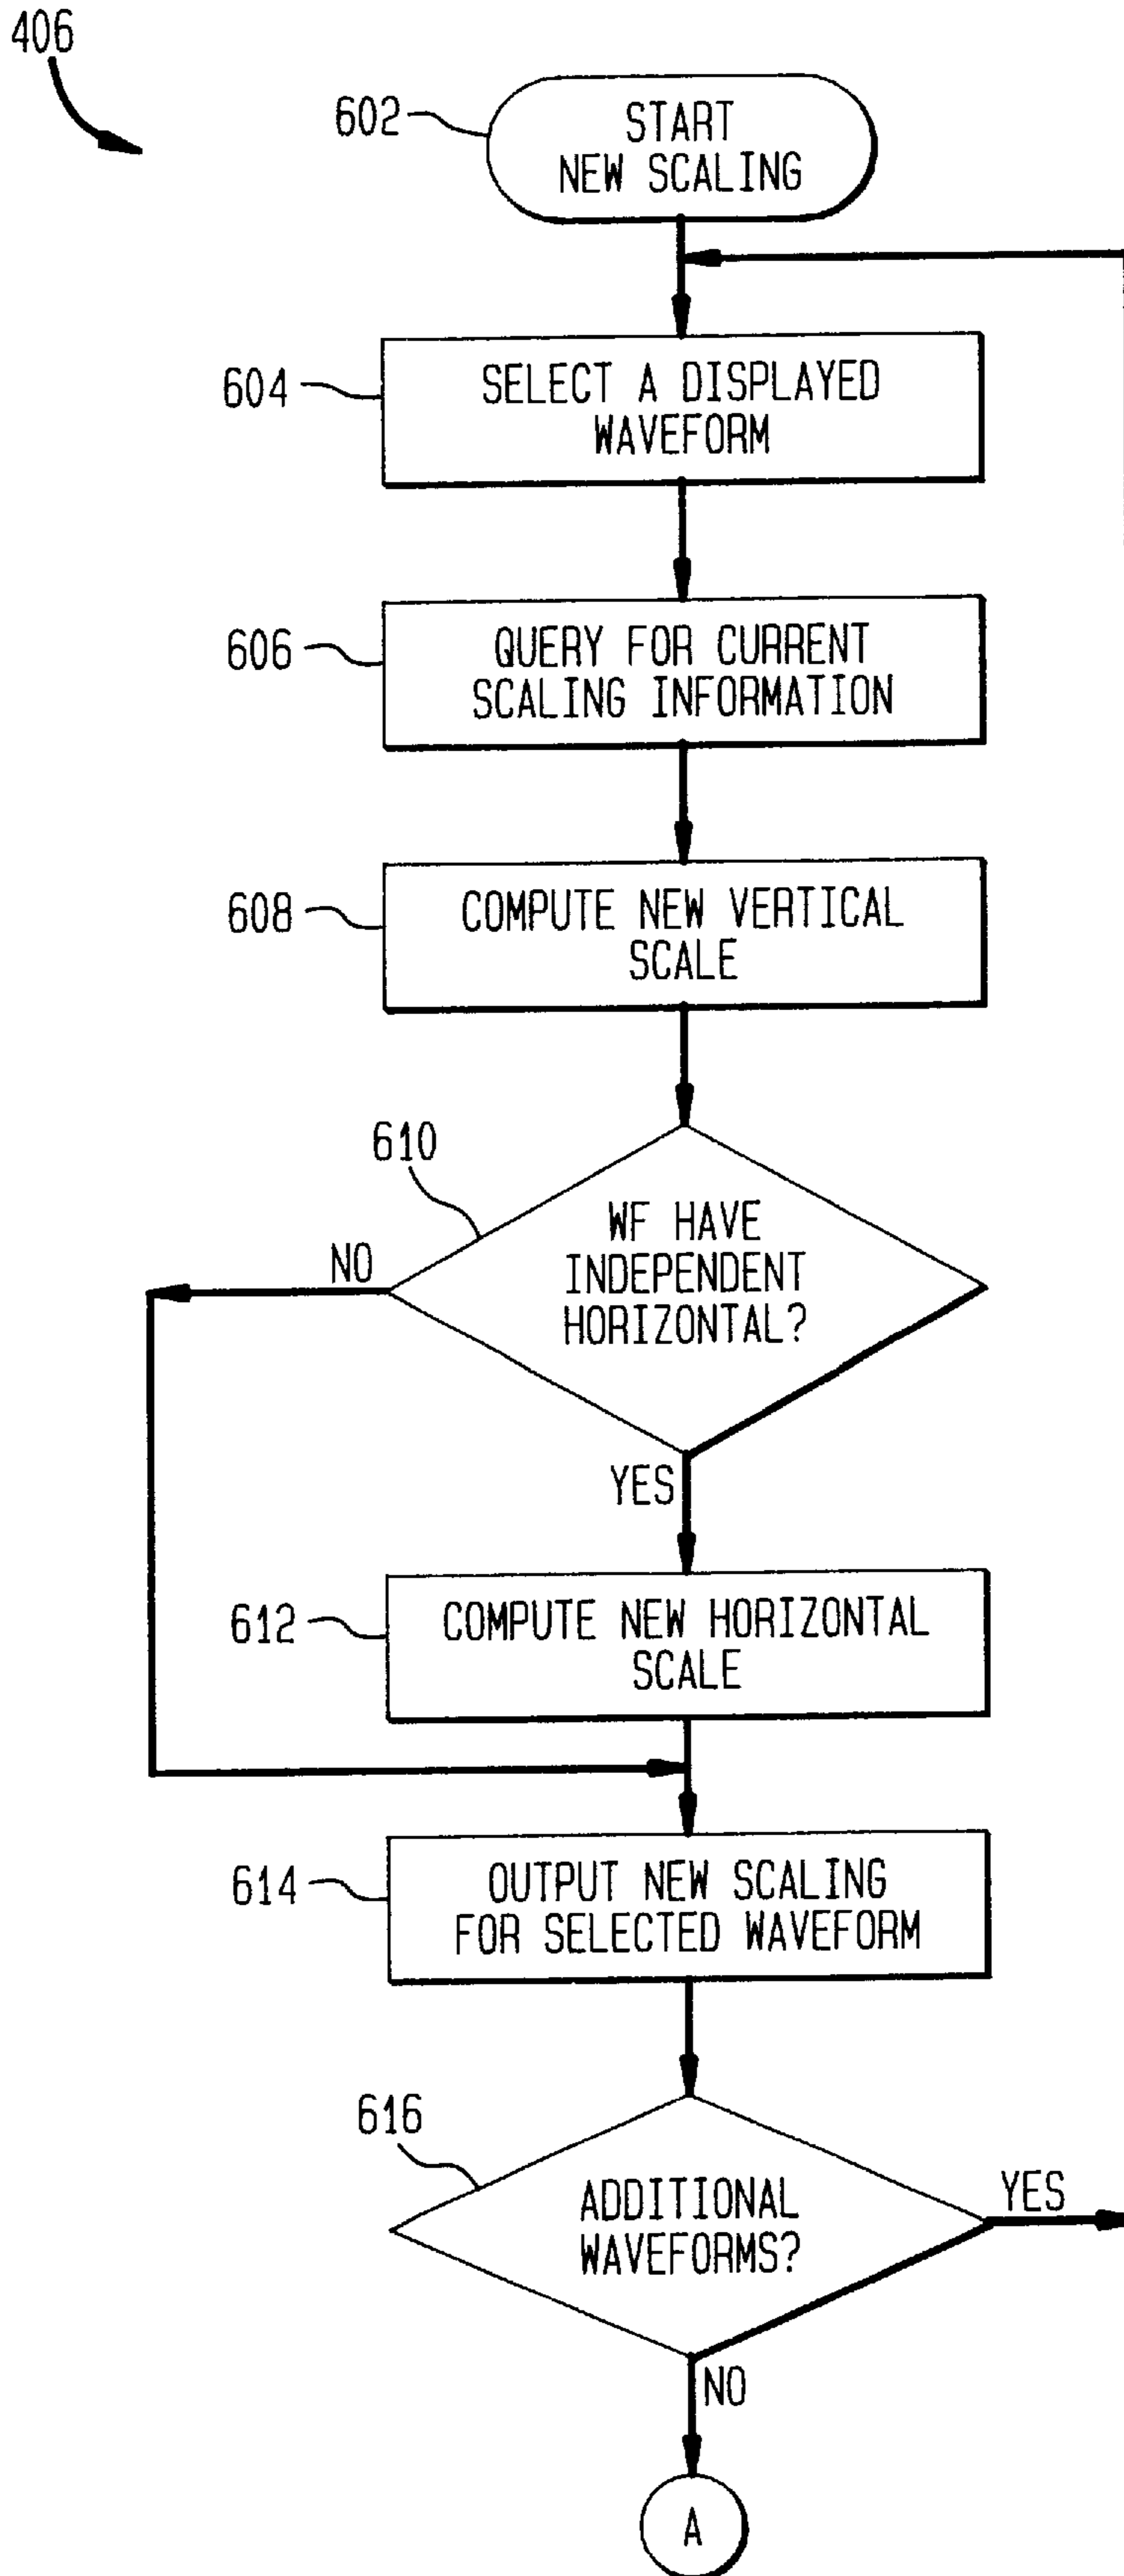 406
602
START
NEW SCALING
604
SELECT A DISPLAYED
WAVEFORM
606
QUERY FOR CURRENT
SCALING INFORMATION
608
COMPUTE NEW VERTICAL
SCALE
610
WF HAVE
INDEPENDENT
HORIZONTAL?
NO
YES
612
COMPUTE NEW HORIZONTAL
SCALE
614
OUTPUT NEW SCALING
FOR SELECTED WAVEFORM
616
ADDITIONAL
WAVEFORMS?
YES
NO
A